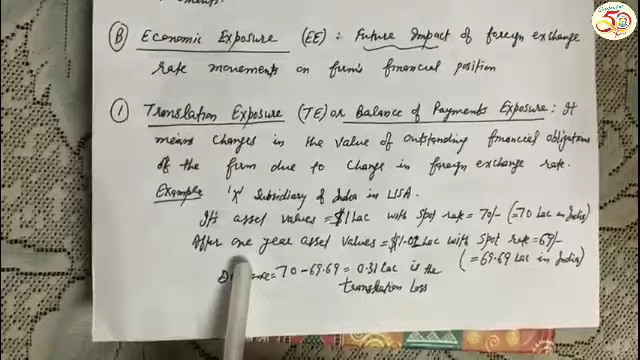 Ⓑ Economic Exposure (EE): Future Impact of foreign exchange
rate movements on firm's financial position
① Translation Exposure (TE) or Balance of Payments Exposure: It
means changes in the value of outstanding financial obligations
of the firm due to change in foreign exchange rate.
Example 'X' Subsidiary of India in USA.
Its asset values = $1 Lac with spot rate = 70/- (= 70 Lac in India)
After one year asset values = $1.02 Lac with spot rate = 67/-
(= 69.69 Lac in India)
= 70 - 69.69 = 0.31 Lac is the
translation Loss
50